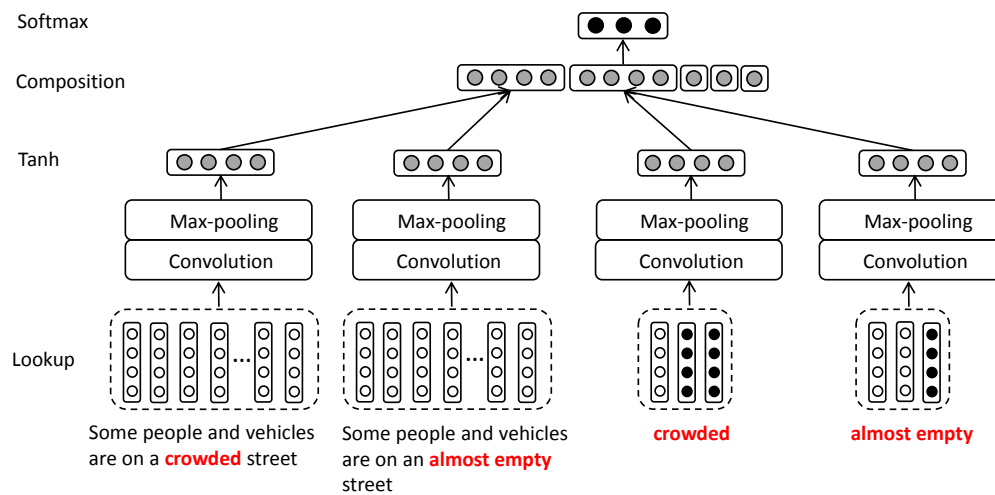 Softmax
Composition
Tanh
Max-pooling
Max-pooling
Max-pooling
Max-pooling
Convolution
Convolution
Convolution
Convolution
Lookup
...
...
Some people and vehicles
are on a crowded street
Some people and vehicles
are on an almost empty
street
crowded
almost empty